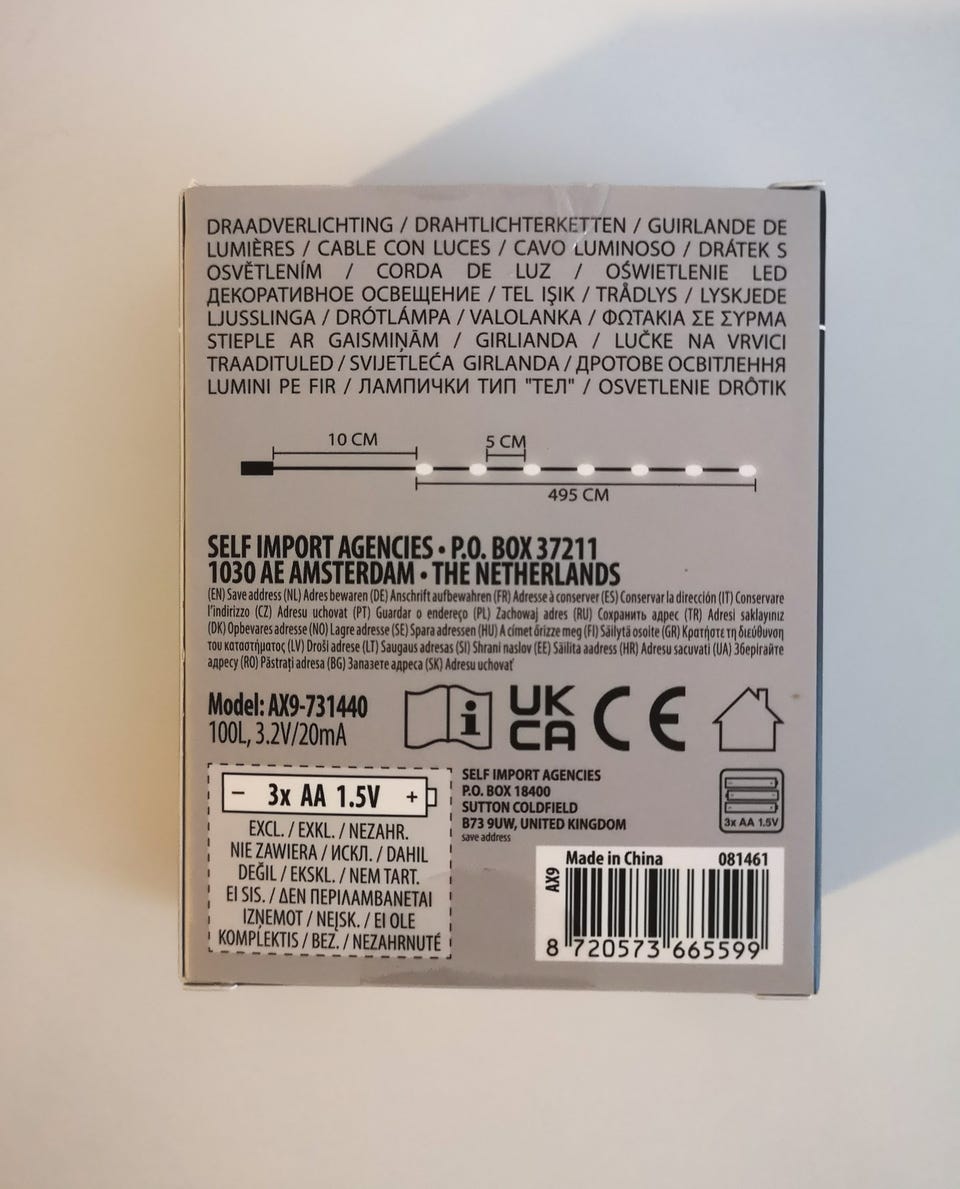 DRAADVERLICHTING / DRAHTLICHTERKETTEN / GUIRLANDE DE
LUMIÈRES / CABLE CON LUCES / CAVO LUMINOSO / DRÁTEK S
OSVĚTLENÍM / CORDA DE LUZ / OŚWIETLENIE LED
ДЕКОРАТИВНОЕ ОСВЕЩЕНИЕ / TEL IŞIK / TRÅDLYS / LYSKJEDE
LJUSSLINGA / DRÓTLÁMPA / VALOLANKA / ΦΩΤΑΚΙΑ ΣΕ ΣΥΡΜΑ
STIEPLE AR GAISMIŅĀM / GIRLIANDA / LUČKE NA VRVICI
TRAADITULED / SVIJETLEĆA GIRLANDA / ДРОТОВЕ ОСВІТЛЕННЯ
LUMINI PE FIR / ЛАМПИЧКИ ТИП "ТЕЛ" / OSVETLENIE DRÔTIK
10 CM
5 CM
495 CM
SELF IMPORT AGENCIES • P.O. BOX 37211
1030 AE AMSTERDAM • THE NETHERLANDS
(EN) Save address (NL) Adres bewaren (DE) Anschrift aufbewahren (FR) Adresse à conserver (ES) Conservar la dirección (IT) Conservare
l'indirizzo (CZ) Adresu uchovat (PT) Guardar o endereço (PL) Zachowaj adres (RU) Сохранить адрес (TR) Adresi saklayınız
(DK) Opbevares adresse (NO) Lagre adresse (SE) Spara adressen (HU) A címet őrizze meg (FI) Säilytä osoite (GR) Κρατήστε τη διεύθυνση
του καταστήματος (LV) Droši adrese (LT) Saugaus adresas (SI) Shrani naslov (EE) Säilita aadress (HR) Adresu sacuvati (UA) Зберігайте
адресу (RO) Păstrați adresa (BG) Запазете адреса (SK) Adresu uchovať
Model: AX9-731440
100L, 3.2V/20mA
i
UK
CA
CE
- 3x AA 1.5V +
EXCL. / EXKL. / NEZAHR.
NIE ZAWIERA / ИСКЛ. / DAHIL
DEĞIL / EKSKL. / NEM TART.
EI SIS. / ΔΕΝ ΠΕΡΙΛΑΜΒΑΝΕΤΑΙ
IZŅEMOT / NEĮSK. / EI OLE
KOMPLEKTIS / BEZ. / NEZAHRNUTÉ
SELF IMPORT AGENCIES
P.O. BOX 18400
SUTTON COLDFIELD
B73 9UW, UNITED KINGDOM
save address
3x AA 1.5V
Made in China 081461
AX9
8 720573 665599